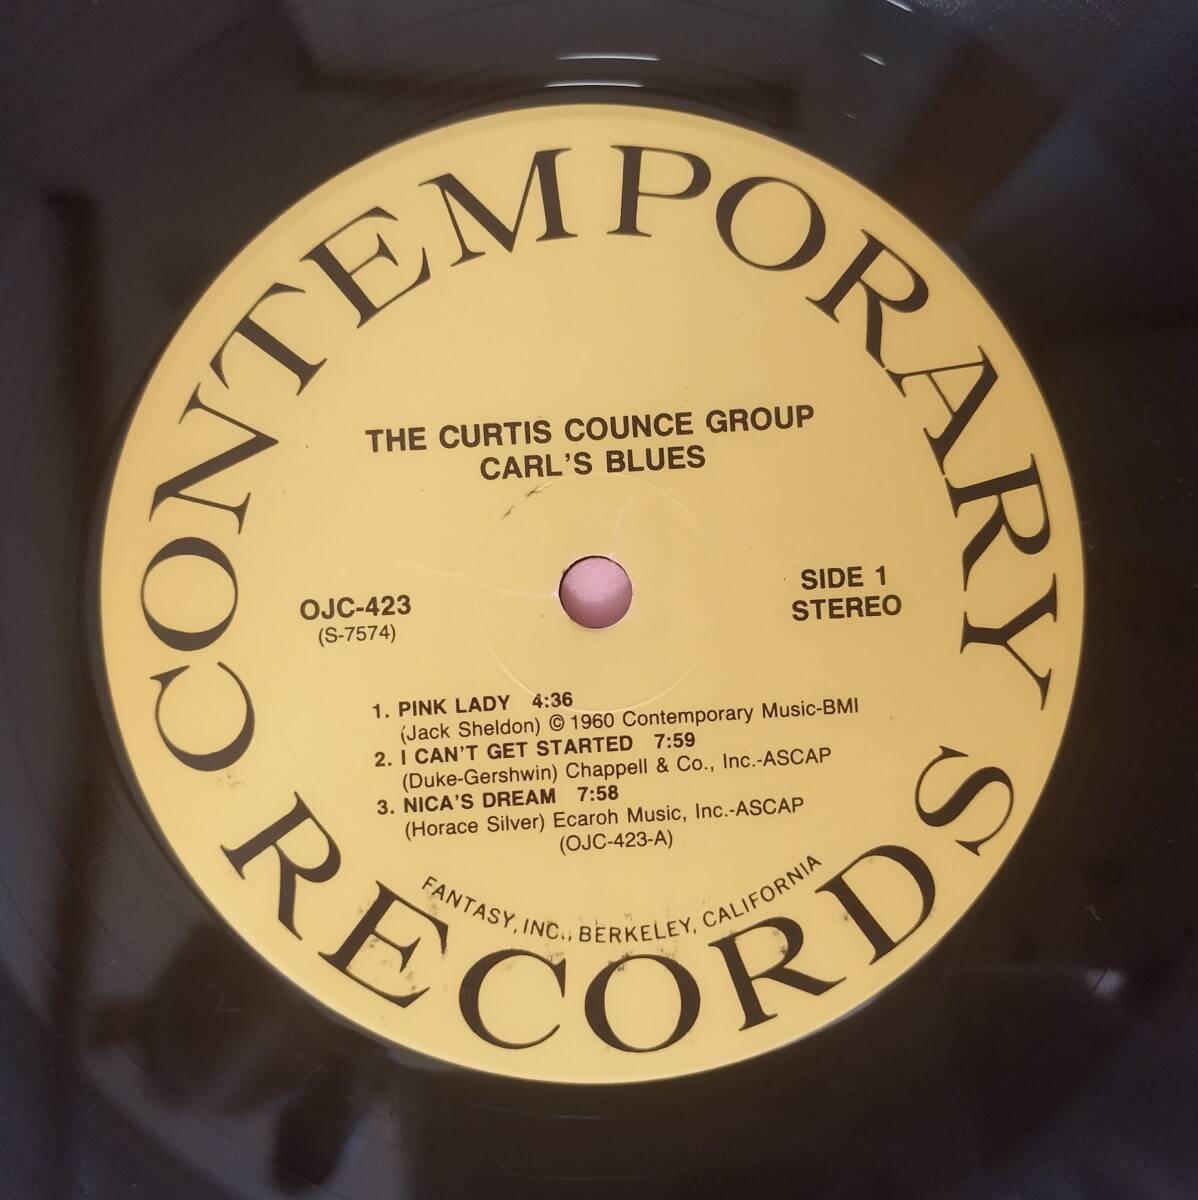 CONTEMPORARY RECORDS
THE CURTIS COUNCE GROUP
CARL'S BLUES
OJC-423
(S-7574)
SIDE 1
STEREO
1. PINK LADY 4:36
(Jack Sheldon) © 1960 Contemporary Music-BMI
2. I CAN'T GET STARTED 7:59
(Duke-Gershwin) Chappell & Co., Inc.-ASCAP
3. NICA'S DREAM 7:58
(Horace Silver) Ecaroh Music, Inc.-ASCAP
(OJC-423-A)
FANTASY, INC., BERKELEY, CALIFORNIA